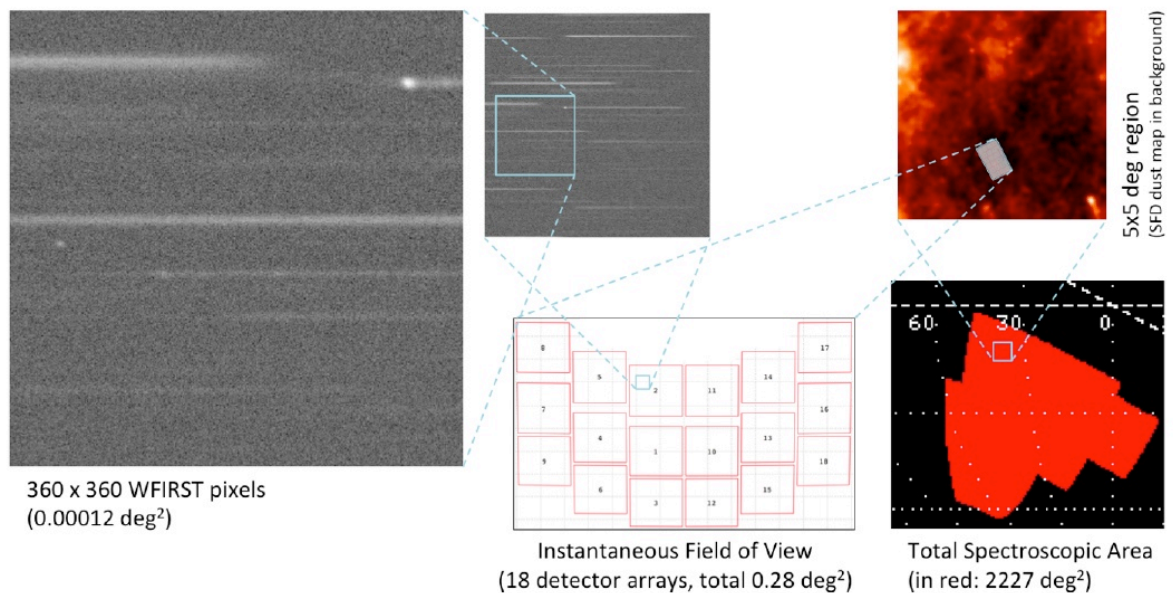 5x5 deg region
(SFD dust map in background)
60
30
0
8
17
5
14
2
11
7
16
4
13
1
10
9
18
6
15
3
12
360 x 360 WFIRST pixels
(0.00012 deg²)
Instantaneous Field of View
(18 detector arrays, total 0.28 deg²)
Total Spectroscopic Area
(in red: 2227 deg²)